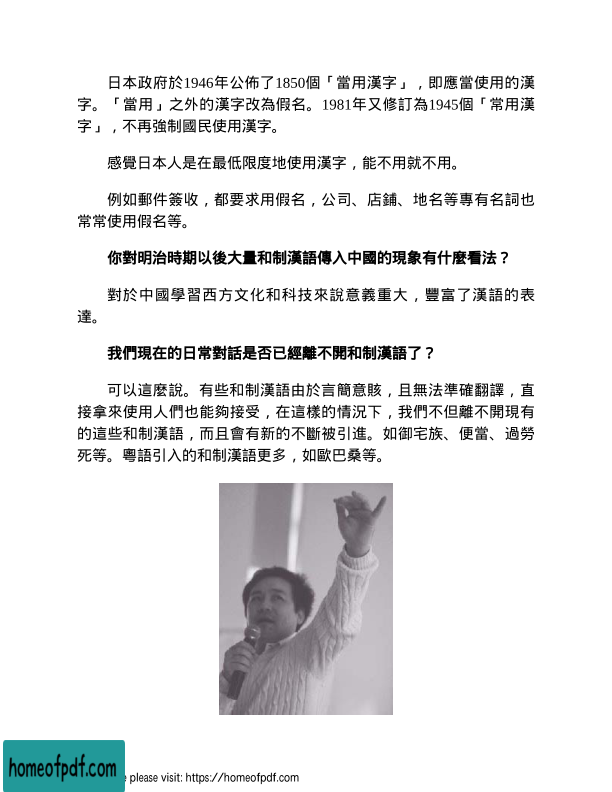 日本政府於1946年公佈了1850個「當用漢字」，即應當使用的漢
字。「當用」之外的漢字改為假名。1981年又修訂為1945個「常用漢
字」，不再強制國民使用漢字。
感覺日本人是在最低限度地使用漢字，能不用就不用。
例如郵件簽收，都要求用假名，公司、店鋪、地名等專有名詞也
常常使用假名等。
你對明治時期以後大量和制漢語傳入中國的現象有什麼看法？
對於中國學習西方文化和科技來說意義重大，豐富了漢語的表
達。
我們現在的日常對話是否已經離不開和制漢語了？
可以這麼說。有些和制漢語由於言簡意賅，且無法準確翻譯，直
接拿來使用人們也能夠接受，在這樣的情況下，我們不但離不開現有
的這些和制漢語，而且會有新的不斷被引進。如御宅族、便當、過勞
死等。粵語引入的和制漢語更多，如歐巴桑等。
homeofpdf.com
e please visit: https://homeofpdf.com